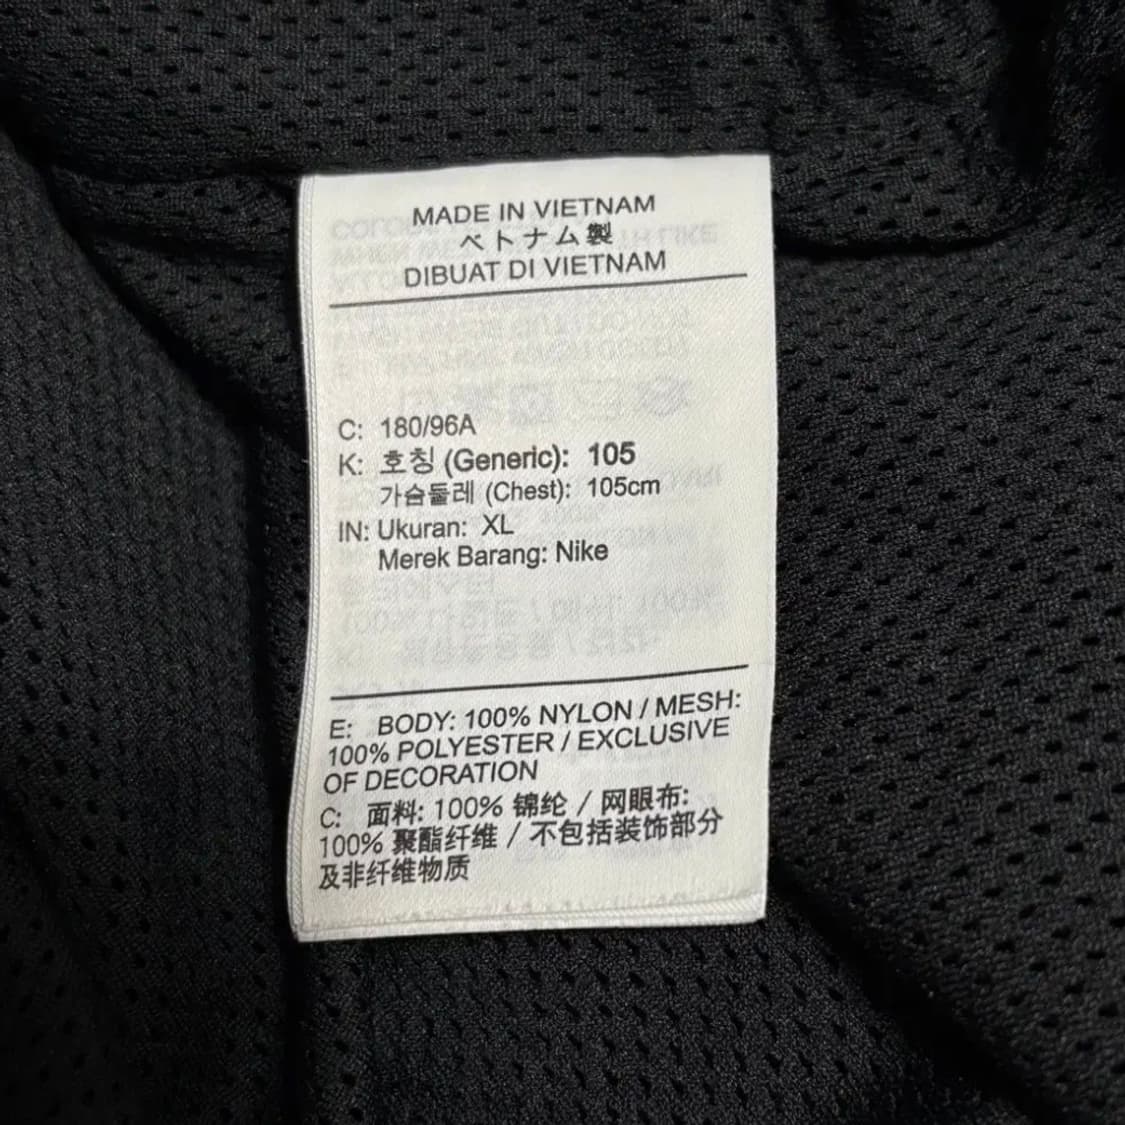 MADE IN VIETNAM
ベトナム製
DIBUAT DI VIETNAM
C: 180/96A
K: 호칭 (Generic): 105
가슴둘레 (Chest): 105cm
IN: Ukuran: XL
Merek Barang: Nike
E: BODY: 100% NYLON / MESH:
100% POLYESTER / EXCLUSIVE
OF DECORATION
C: 面料: 100% 锦纶 / 网眼布:
100% 聚酯纤维 / 不包括装饰部分
及非纤维物质